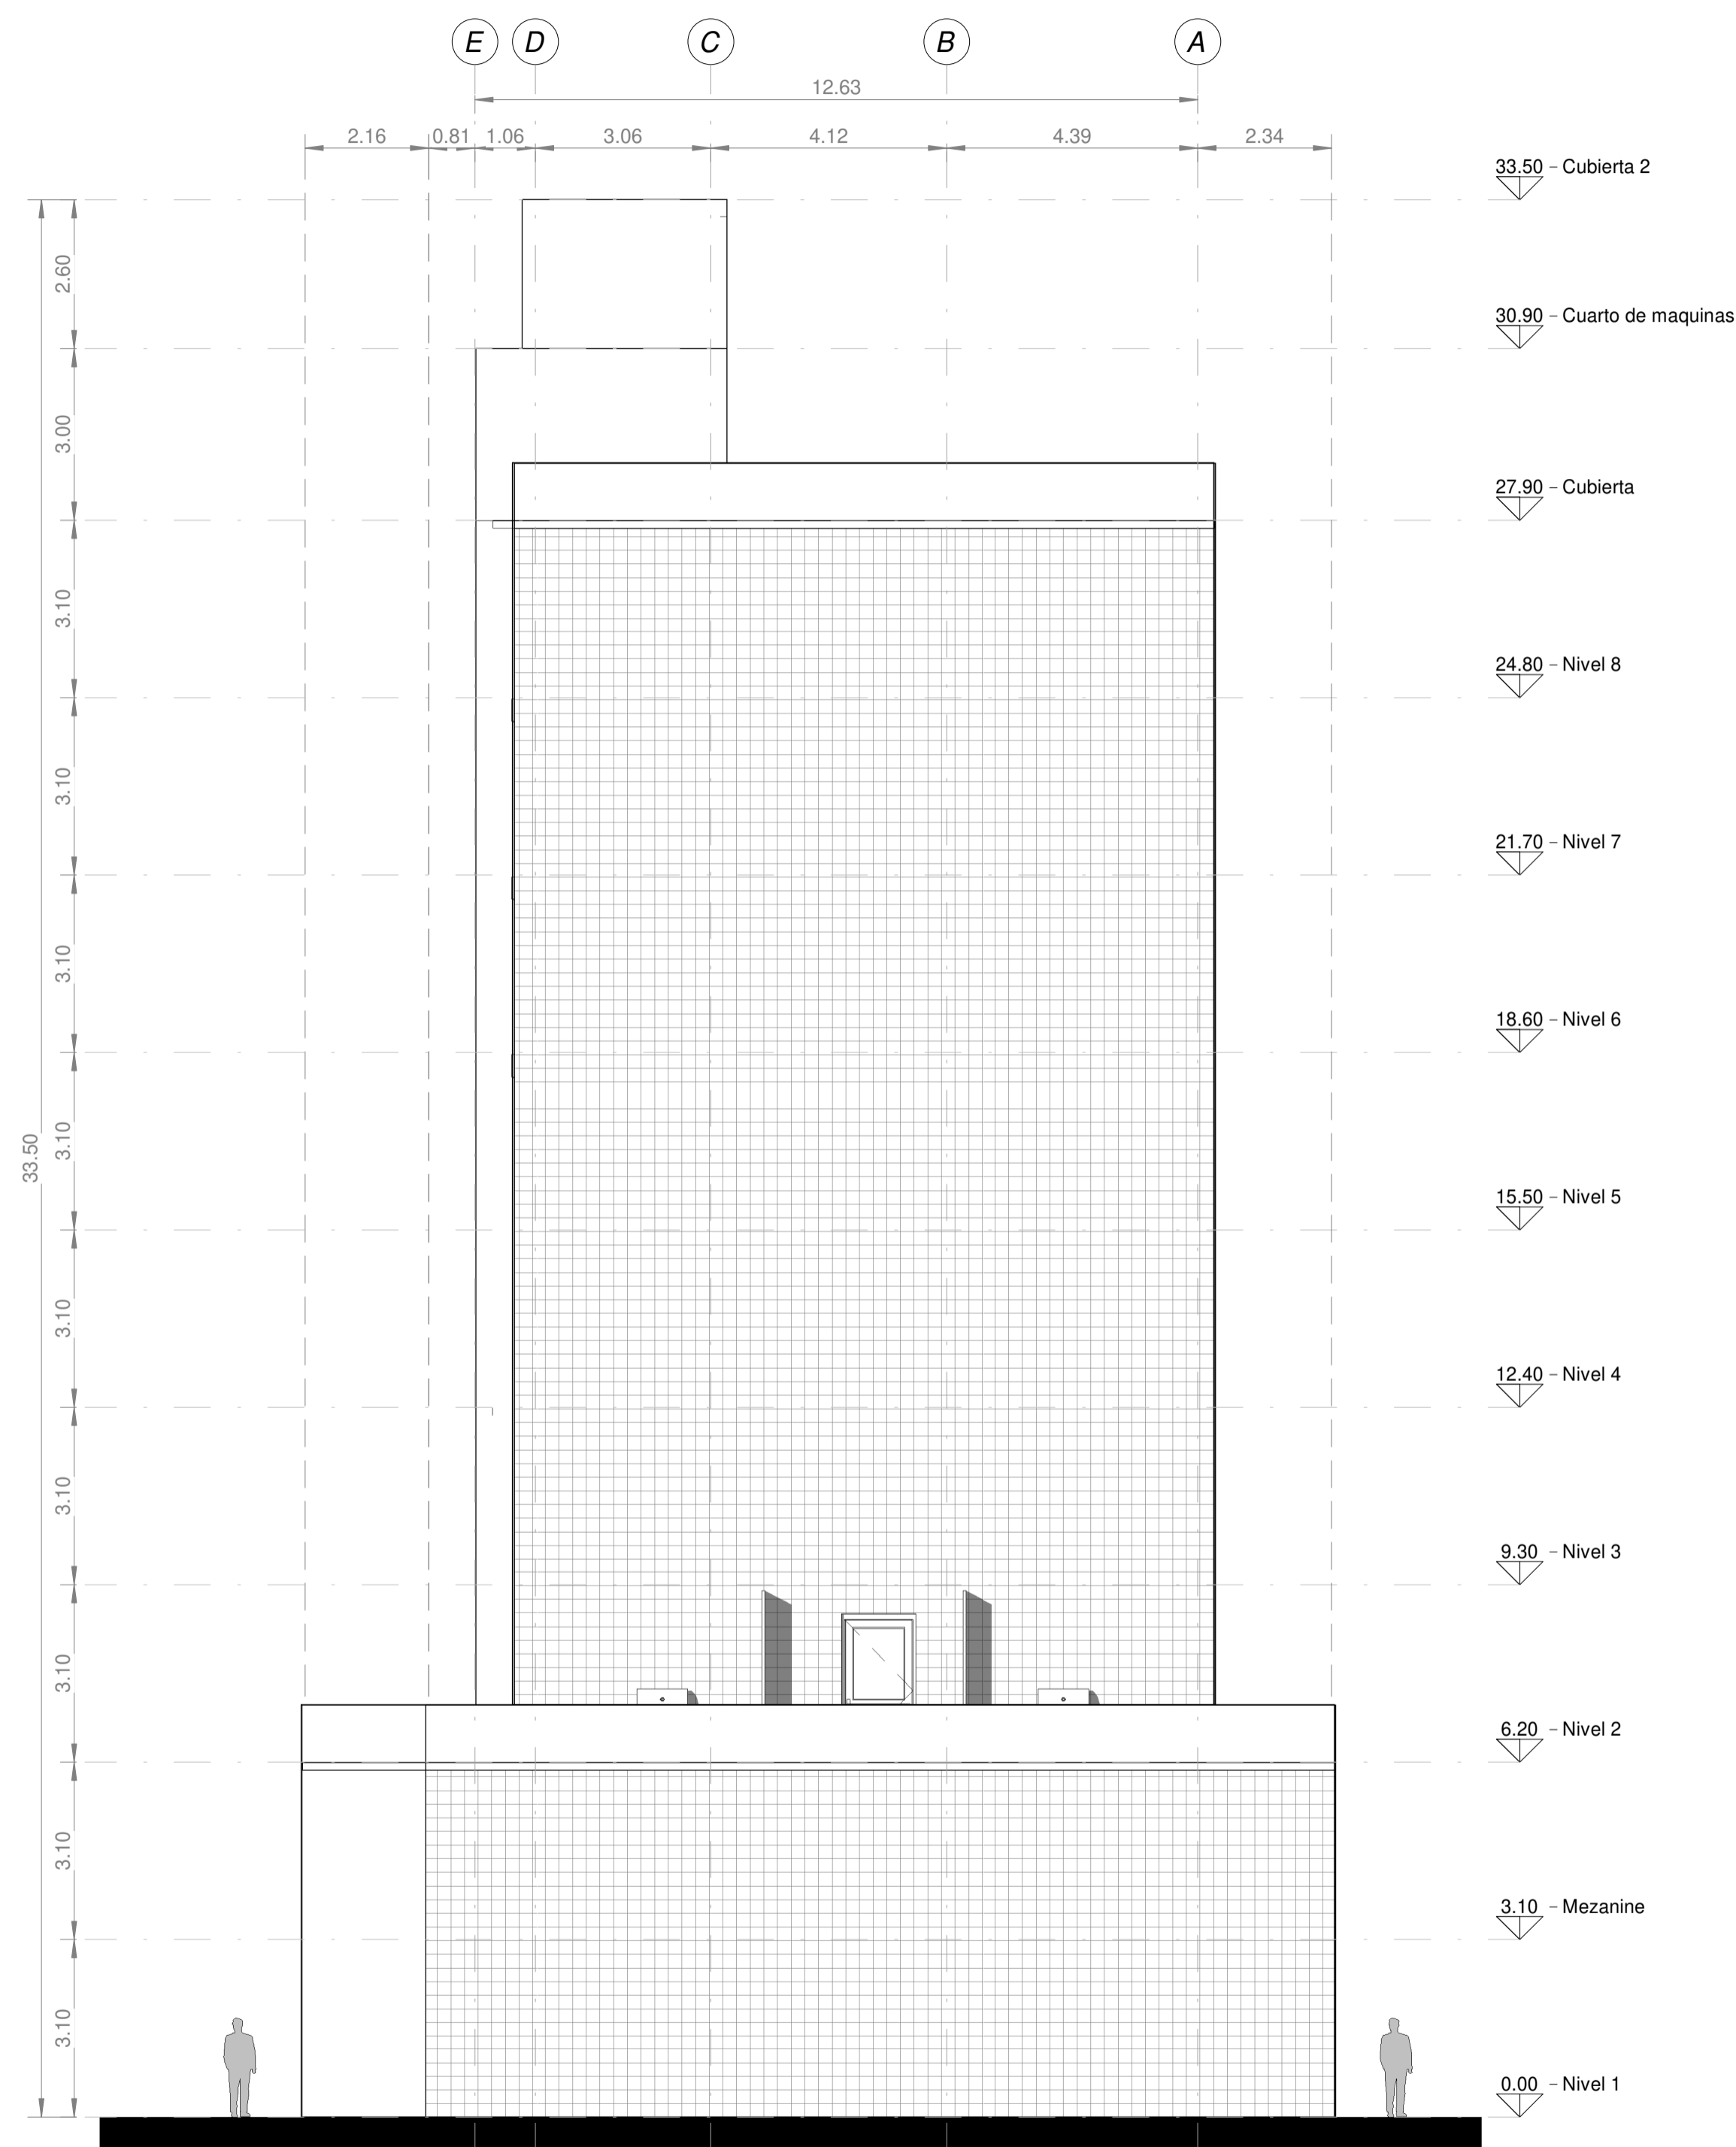 E D C B A
12.63
2.16 0.81 1.06 3.06 4.12 4.39 2.34
33.50 – Cubierta 2
2.60
30.90 – Cuarto de maquinas
3.00
27.90 – Cubierta
3.10
24.80 – Nivel 8
3.10
21.70 – Nivel 7
3.10
18.60 – Nivel 6
3.10
33.50
15.50 – Nivel 5
3.10
12.40 – Nivel 4
3.10
9.30 – Nivel 3
3.10
6.20 – Nivel 2
3.10
3.10 – Mezanine
3.10
0.00 – Nivel 1